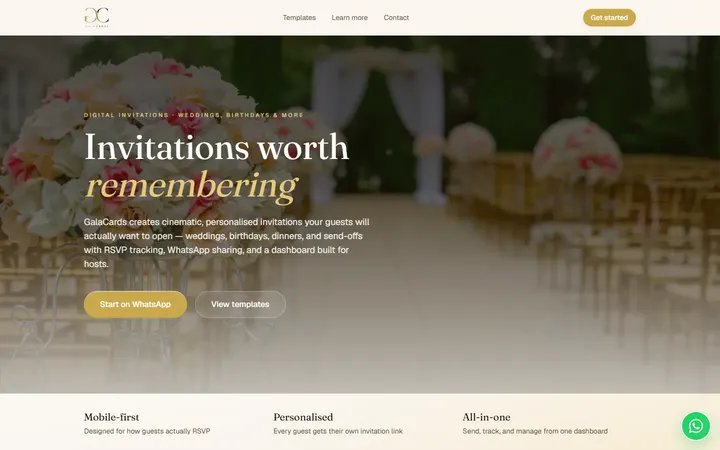 GC
Templates
Learn more
Contact
Get started
DIGITAL INVITATIONS · WEDDINGS, BIRTHDAYS & MORE
Invitations worth
remembering
GalaCards creates cinematic, personalised invitations your guests will
actually want to open — weddings, birthdays, dinners, and send-offs
with RSVP tracking, WhatsApp sharing, and a dashboard built for
hosts.
Start on WhatsApp
View templates
Mobile-first
Designed for how guests actually RSVP
Personalised
Every guest gets their own invitation link
All-in-one
Send, track, and manage from one dashboard